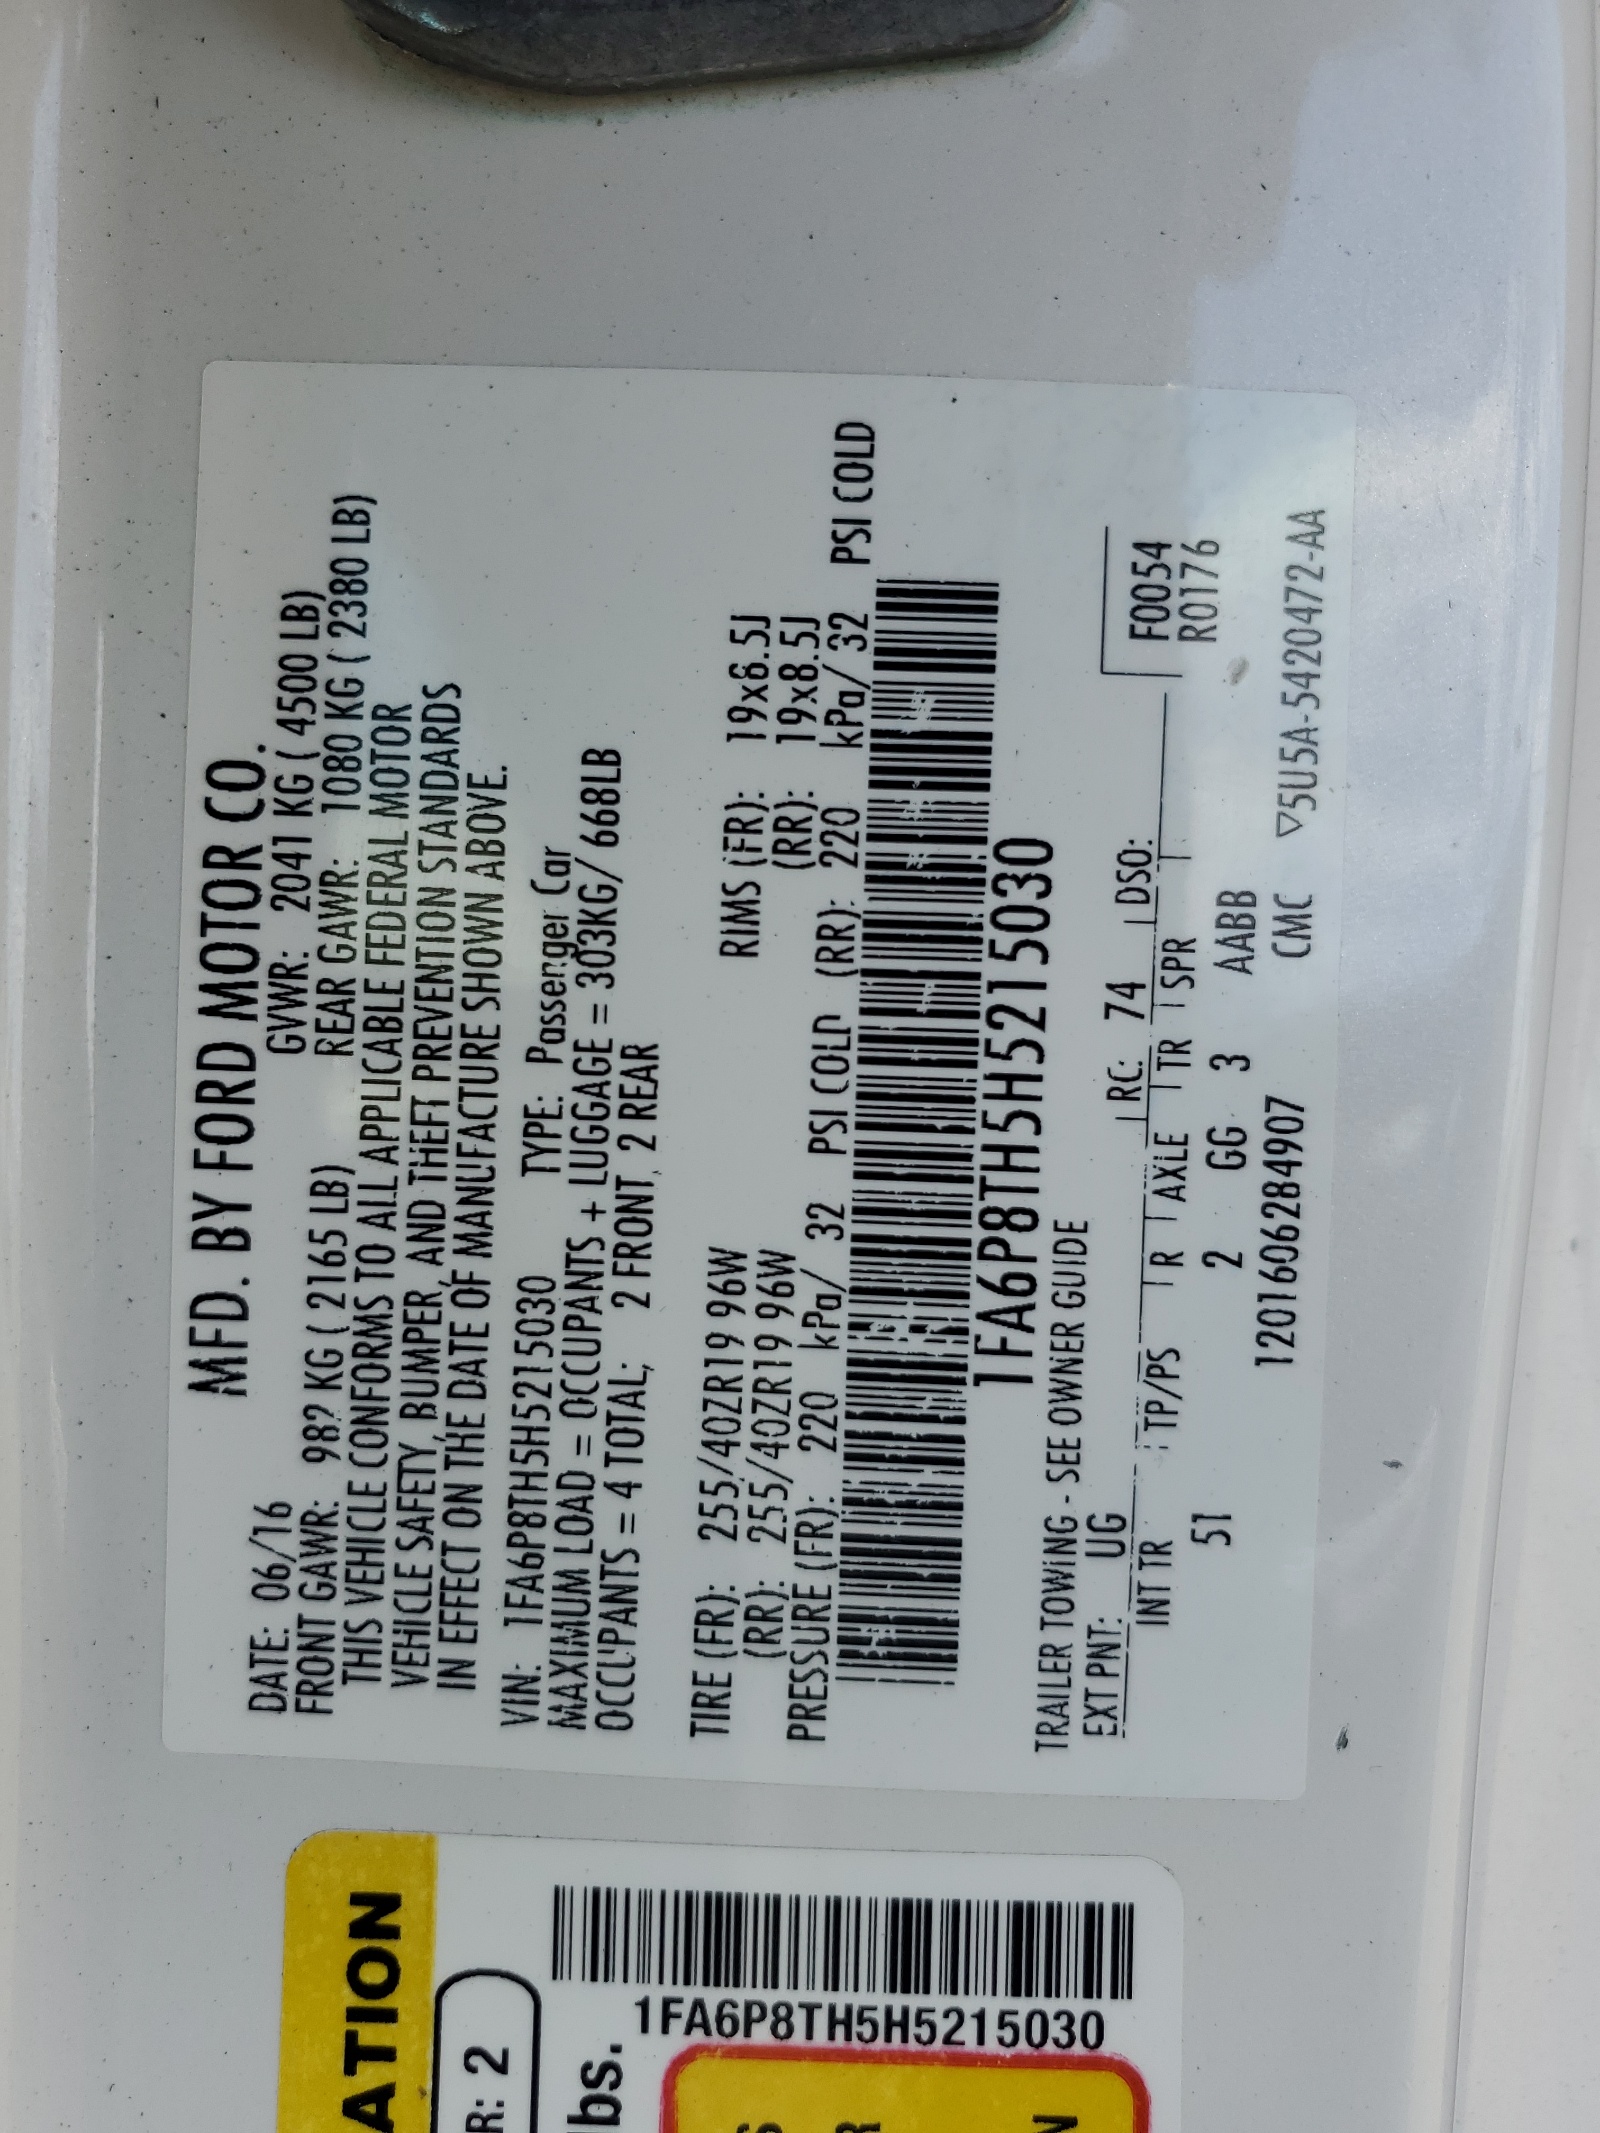 MFD. BY FORD MOTOR CO.
DATE: 06/16 GVWR: 2041 KG ( 4500 LB)
FRONT GAWR: 982 KG ( 2165 LB) REAR GAWR: 1080 KG ( 2380 LB)
THIS VEHICLE CONFORMS TO ALL APPLICABLE FEDERAL MOTOR
VEHICLE SAFETY, BUMPER, AND THEFT PREVENTION STANDARDS
IN EFFECT ON THE DATE OF MANUFACTURE SHOWN ABOVE.
VIN: 1FA6P8TH5H5215030 TYPE: Passenger Car
MAXIMUM LOAD = OCCUPANTS + LUGGAGE = 303KG/ 668LB
OCCUPANTS = 4 TOTAL; 2 FRONT, 2 REAR
TIRE (FR): 255/40ZR19 96W RIMS (FR): 19x8.5J
(RR): 255/40ZR19 96W (RR): 19x8.5J
PRESSURE (FR): 220 kPa/ 32 PSI COLD (RR): 220 kPa/ 32 PSI COLD
1FA6P8TH5H5215030
TRAILER TOWING - SEE OWNER GUIDE
EXT PNT: UG RC: 74 DSO: F0054
INT TR TP/PS R AXLE TR SPR R0176
51 2 GG 3 AABB
1201606284907 CMC ▽5U5A-5420472-AA
ATION
R: 2
lbs.
1FA6P8TH5H5215030